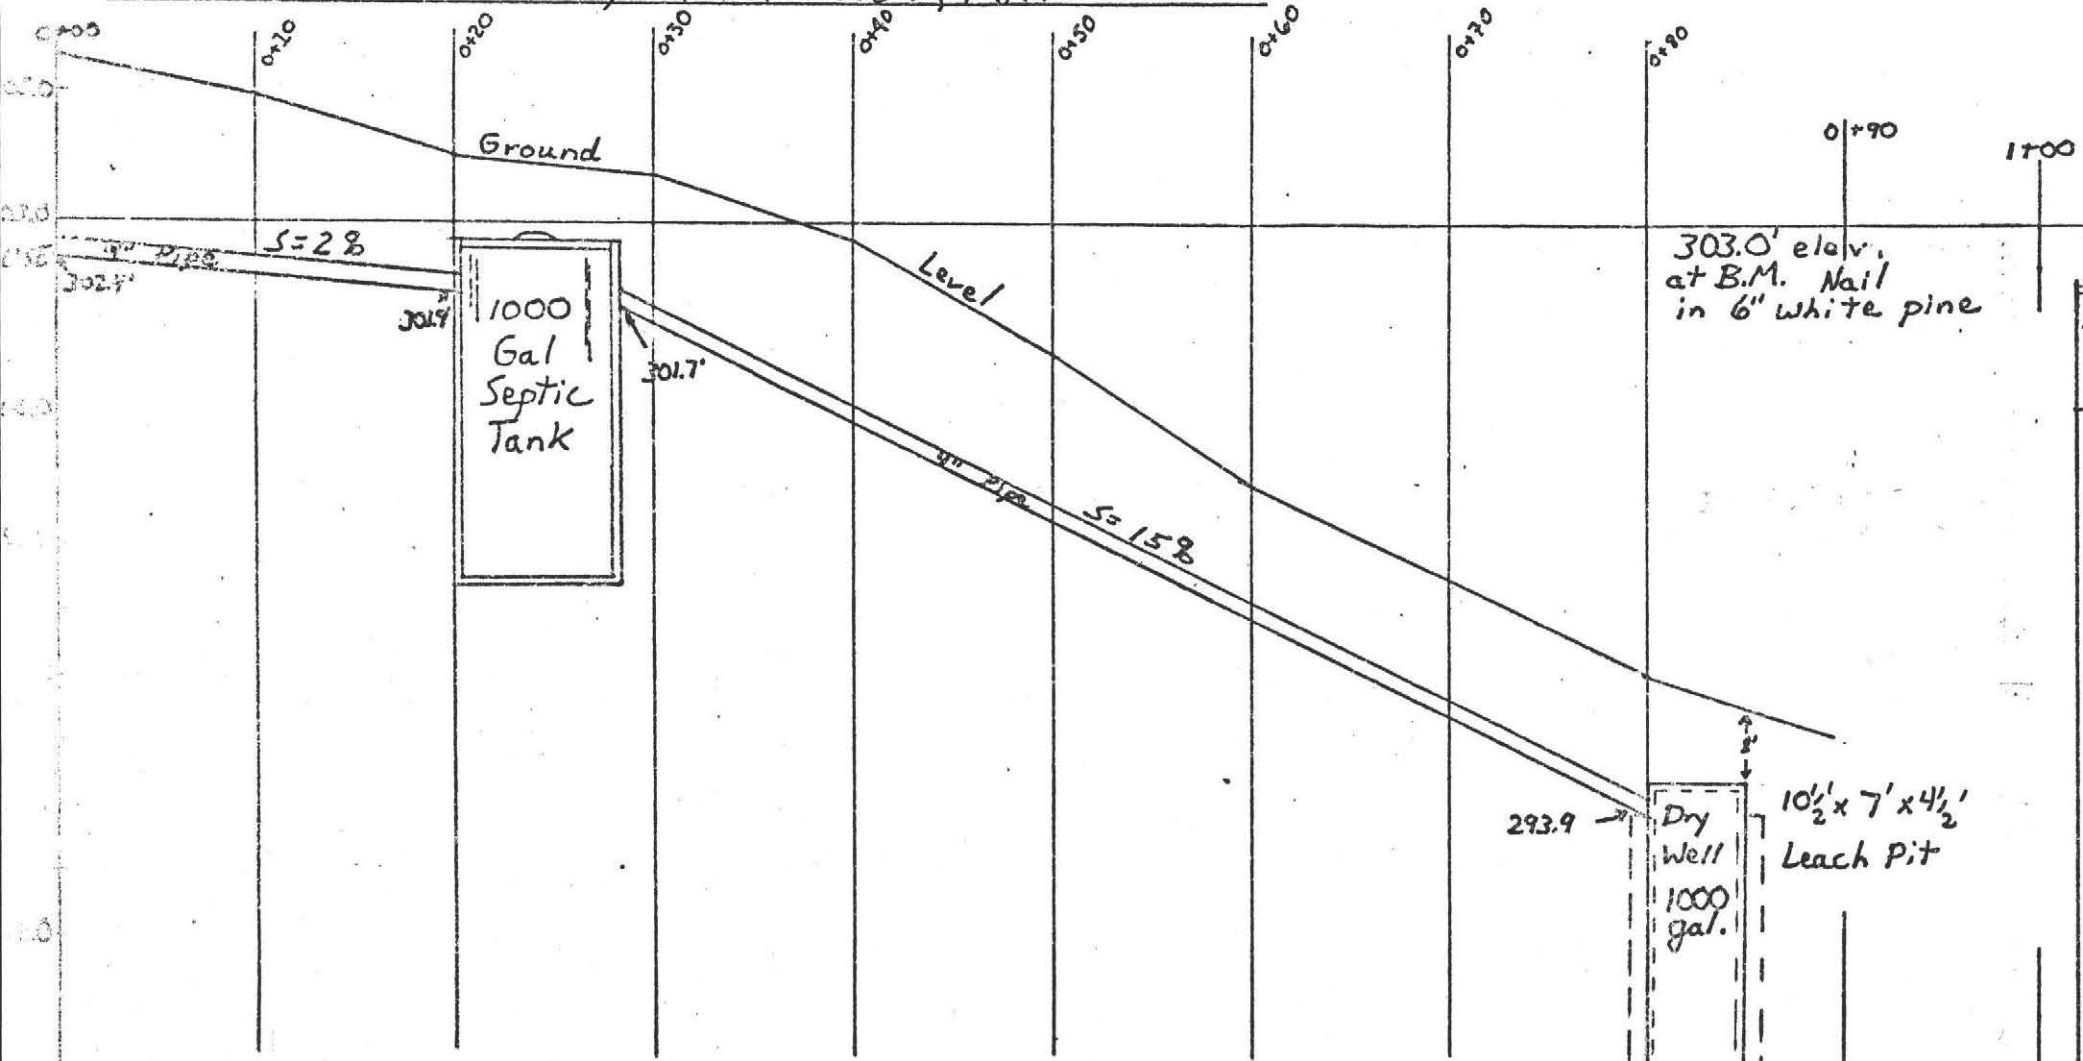 0+00
0+10
0+20
0+30
0+40
0+50
0+60
0+70
0+80
0+90
1+00
Ground
Level
S=2%
4" Pipe
302.4'
301.9
1000
Gal
Septic
Tank
301.7'
4" Pipe
S=15%
303.0' elev.
at B.M. Nail
in 6" white pine
293.9
Dry
Well
1000
gal.
10½' x 7' x 4½'
Leach Pit